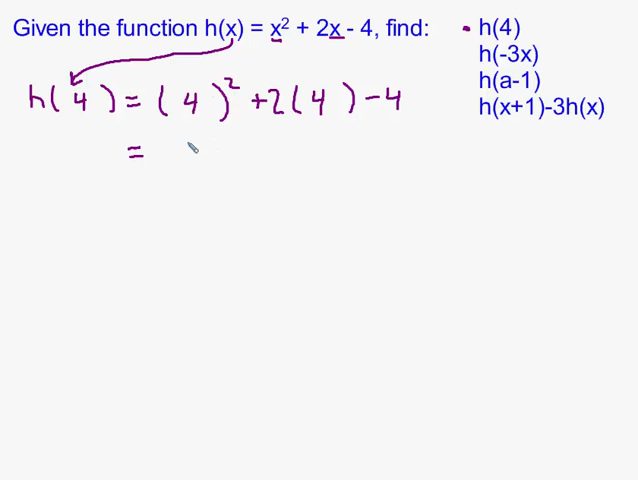 Given the function h(x) = x² + 2x - 4, find:
h(4)
h(-3x)
h(a-1)
h(x+1)-3h(x)
h( 4 ) = ( 4 )² +2( 4 ) -4
=